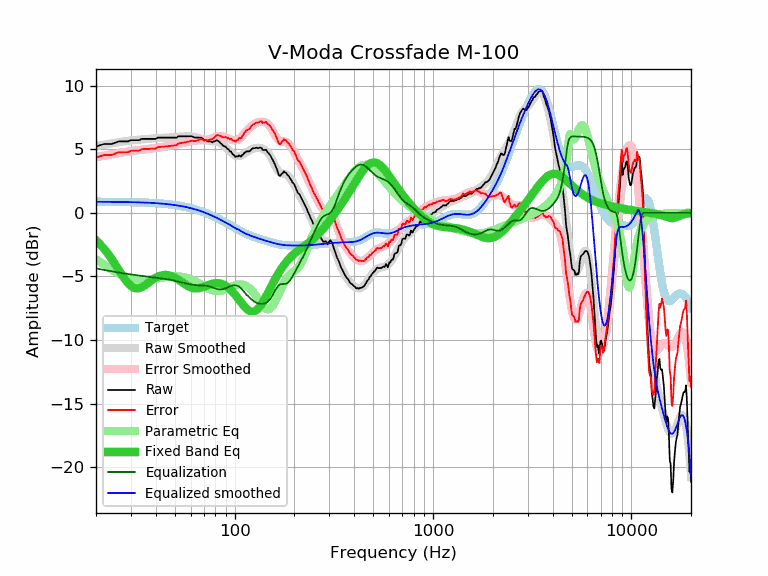 V-Moda Crossfade M-100
10
5
0
−5
−10
−15
−20
Amplitude (dBr)
Target
Raw Smoothed
Error Smoothed
Raw
Error
Parametric Eq
Fixed Band Eq
Equalization
Equalized smoothed
100
1000
10000
Frequency (Hz)